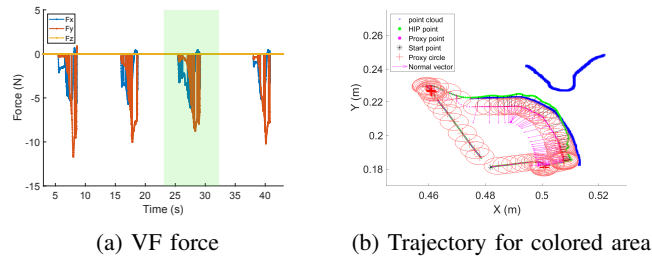 Fx
Fy
Fz
5
0
-5
-10
-15
Force (N)
5 10 15 20 25 30 35 40
Time (s)
(a) VF force
point cloud
HIP point
Proxy point
Start point
Proxy circle
Normal vector
0.26
0.24
0.22
0.2
0.18
Y (m)
0.46 0.48 0.5 0.52
X (m)
(b) Trajectory for colored area